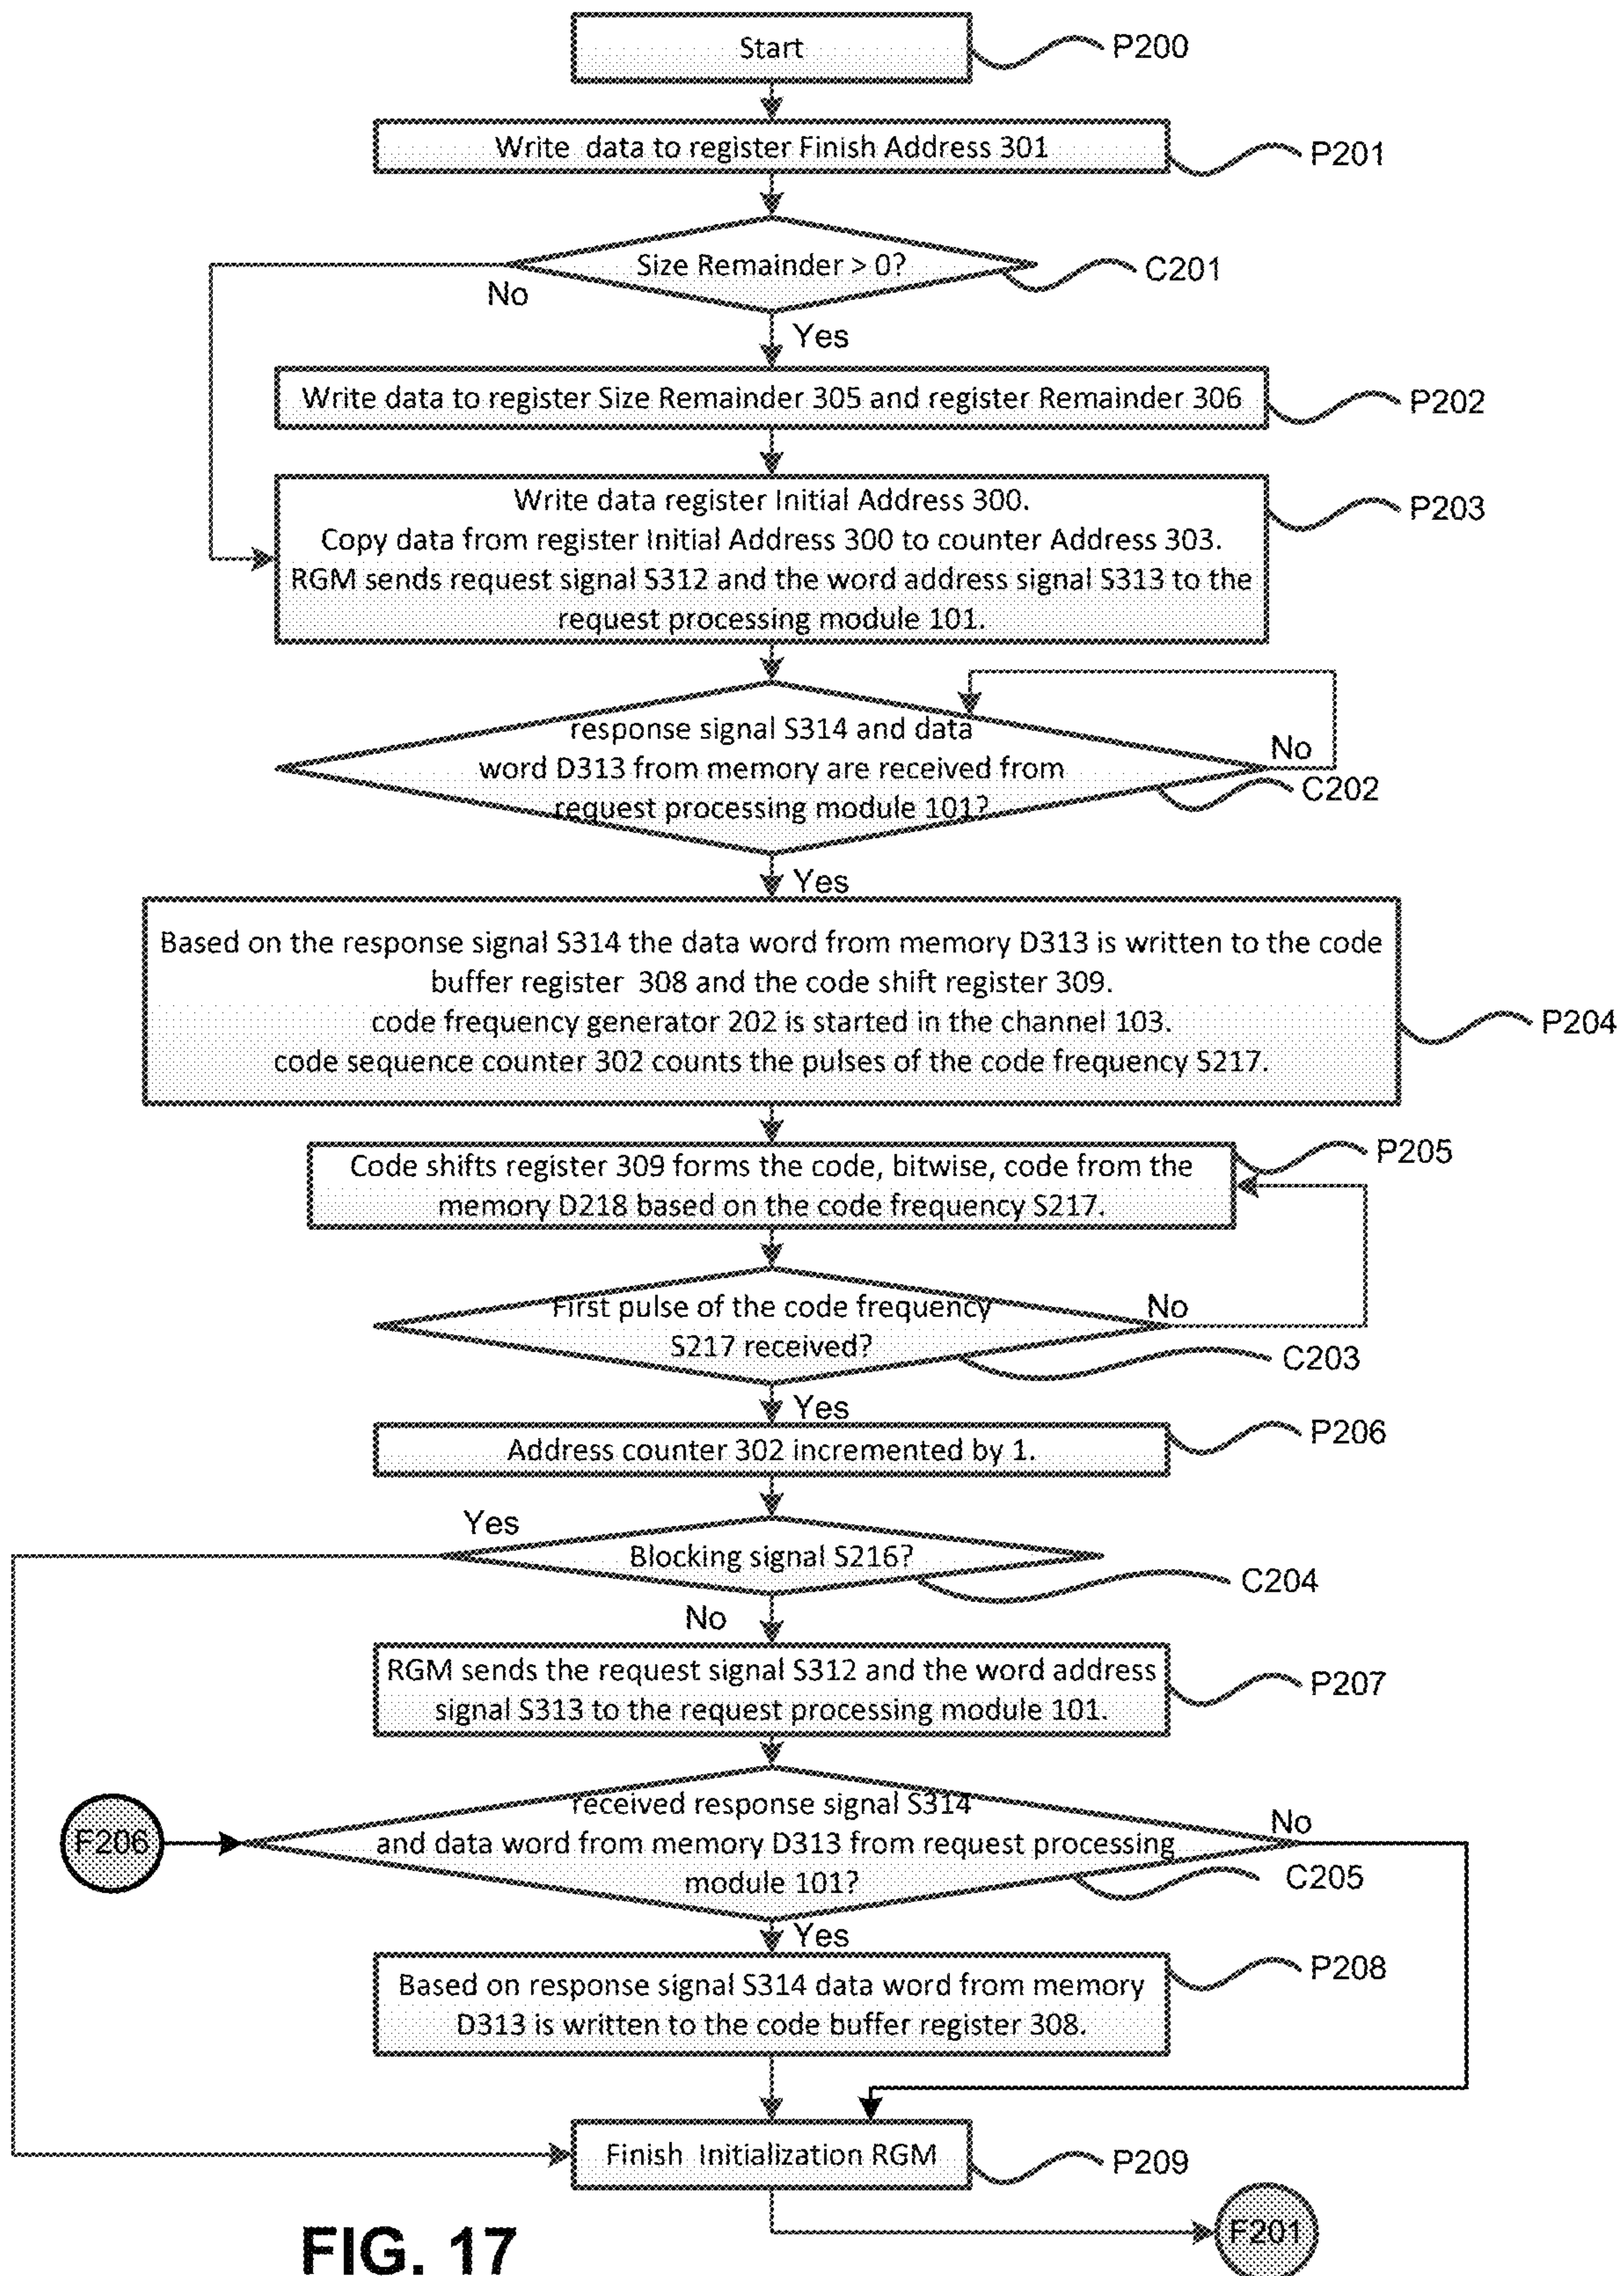 Start
P200
Write data to register Finish Address 301
P201
Size Remainder > 0?
C201
No
Yes
Write data to register Size Remainder 305 and register Remainder 306
P202
Write data register Initial Address 300.
Copy data from register Initial Address 300 to counter Address 303.
RGM sends request signal S312 and the word address signal S313 to the
request processing module 101.
P203
response signal S314 and data
word D313 from memory are received from
request processing module 101?
No
C202
Yes
Based on the response signal S314 the data word from memory D313 is written to the code
buffer register 308 and the code shift register 309.
code frequency generator 202 is started in the channel 103.
code sequence counter 302 counts the pulses of the code frequency S217.
P204
Code shifts register 309 forms the code, bitwise, code from the
memory D218 based on the code frequency S217.
P205
First pulse of the code frequency
S217 received?
No
C203
Yes
Address counter 302 incremented by 1.
P206
Yes
Blocking signal S216?
C204
No
RGM sends the request signal S312 and the word address
signal S313 to the request processing module 101.
P207
F206
received response signal S314
and data word from memory D313 from request processing
module 101?
No
C205
Yes
Based on response signal S314 data word from memory
D313 is written to the code buffer register 308.
P208
Finish Initialization RGM
P209
F201
FIG. 17